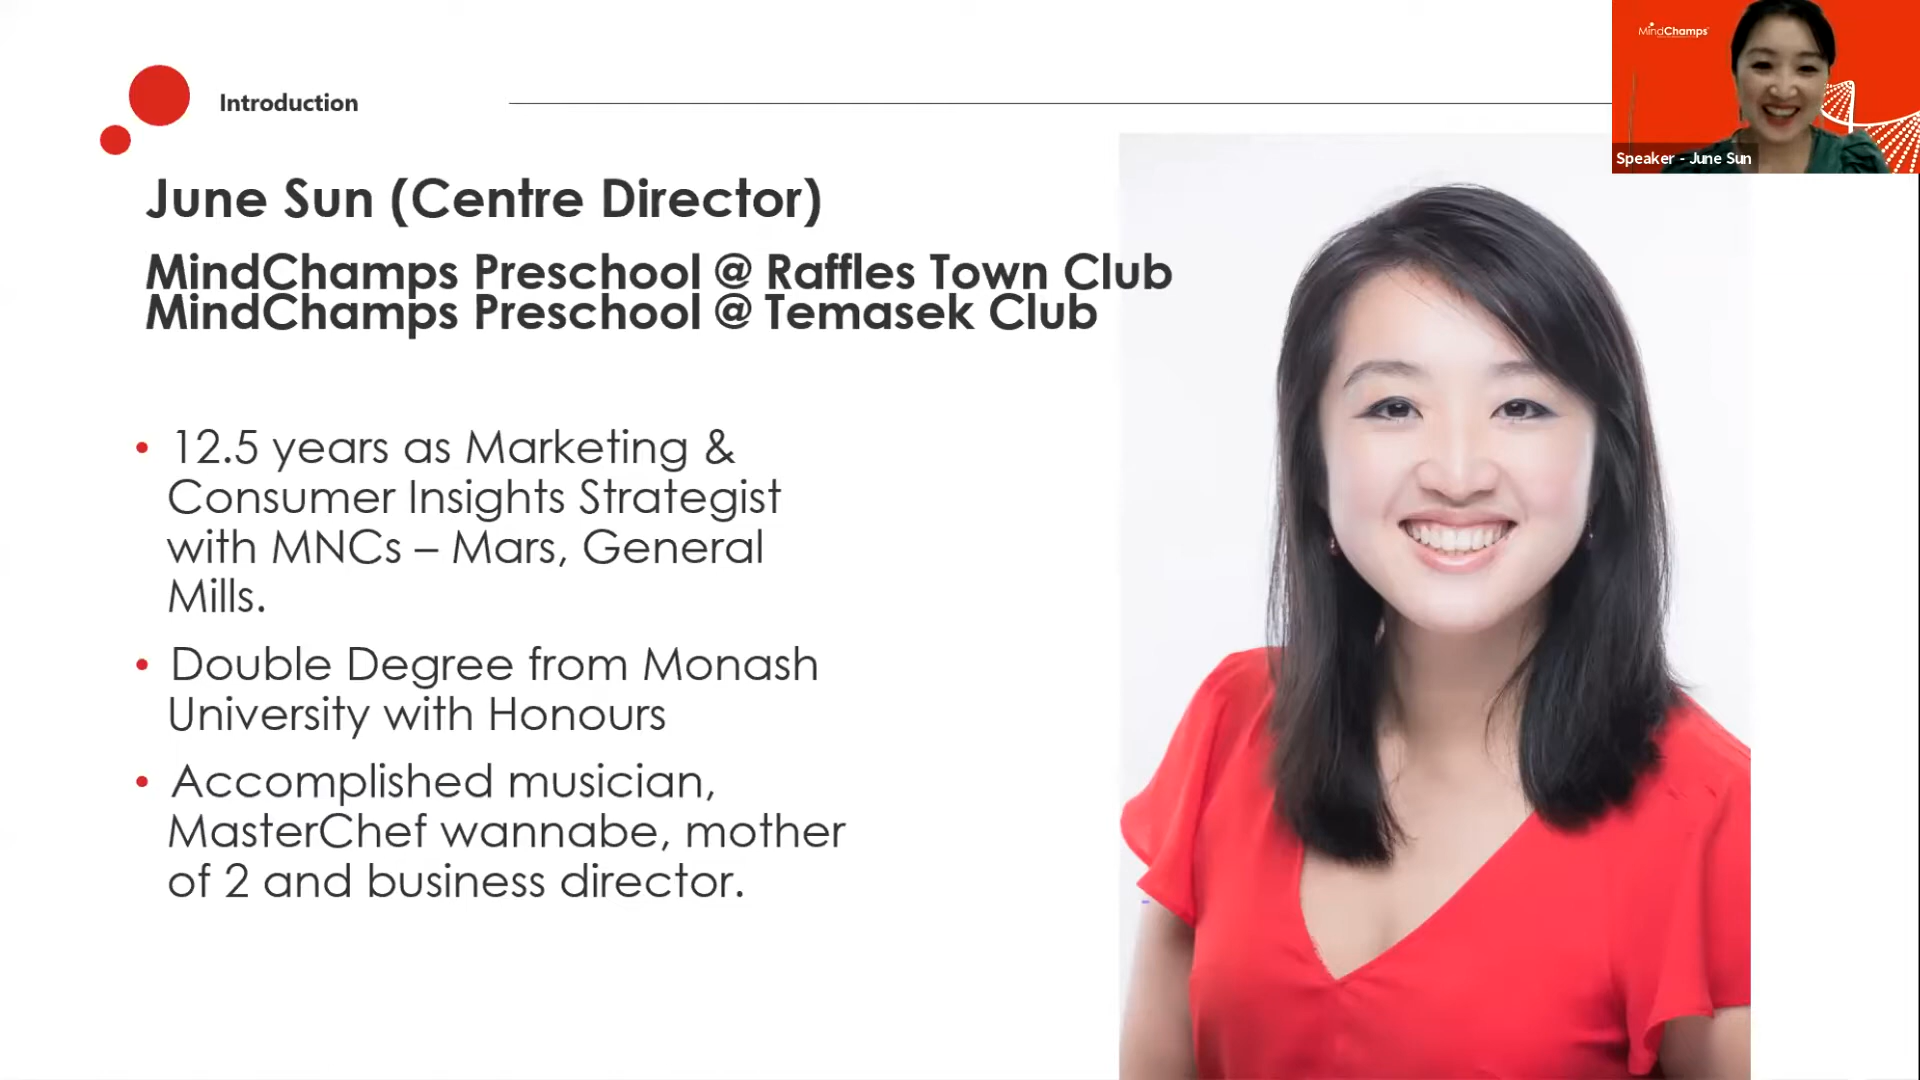 Introduction
MindChamps
Speaker - June Sun
June Sun (Centre Director)
MindChamps Preschool @ Raffles Town Club
MindChamps Preschool @ Temasek Club
• 12.5 years as Marketing &
Consumer Insights Strategist
with MNCs – Mars, General
Mills.
• Double Degree from Monash
University with Honours
• Accomplished musician,
MasterChef wannabe, mother
of 2 and business director.